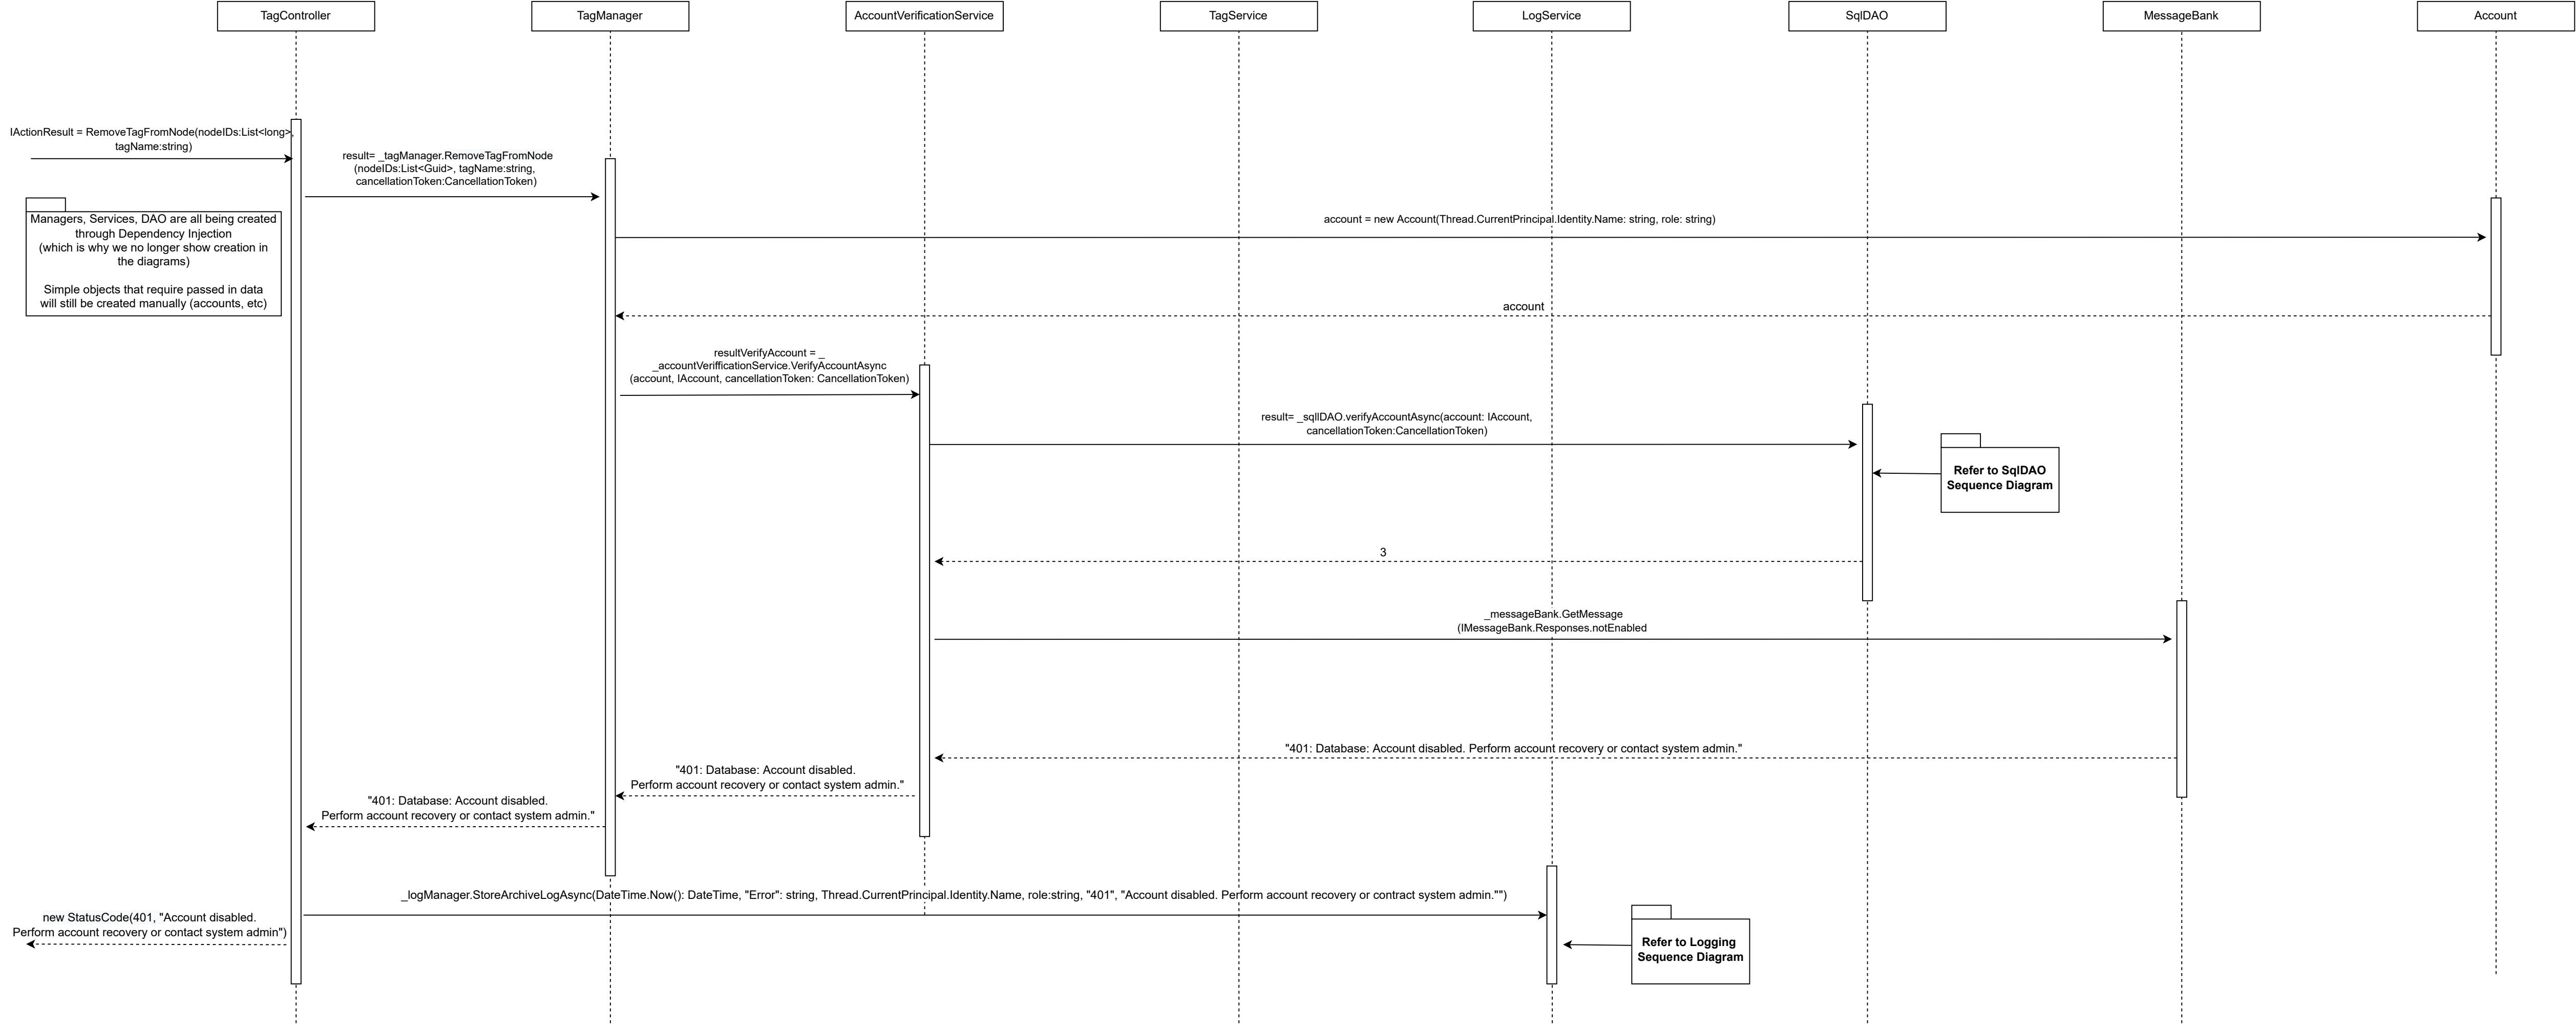 TagController
TagManager
AccountVerificationService
TagService
LogService
SqlDAO
MessageBank
Account
IActionResult = RemoveTagFromNode(nodeIDs:List<long>,
tagName:string)
result= _tagManager.RemoveTagFromNode
(nodeIDs:List<Guid>, tagName:string,
cancellationToken:CancellationToken)
Managers, Services, DAO are all being created
through Dependency Injection
(which is why we no longer show creation in
the diagrams)
Simple objects that require passed in data
will still be created manually (accounts, etc)
account = new Account(Thread.CurrentPrincipal.Identity.Name: string, role: string)
account
resultVerifyAccount = _
_accountVeriffication​Service.VerifyAccountAsync
(account, IAccount, cancellationToken: CancellationToken)
result= _sqlIDAO.verifyAccountAsync(account: IAccount,
cancellationToken:CancellationToken)
Refer to SqlDAO
Sequence Diagram
3
_messageBank.GetMessage
(IMessageBank.Responses.notEnabled
"401: Database: Account disabled. Perform account recovery or contact system admin."
"401: Database: Account disabled.
Perform account recovery or contact system admin."
"401: Database: Account disabled.
Perform account recovery or contact system admin."
_logManager.StoreArchiveLogAsync(DateTime.Now(): DateTime, "Error": string, Thread.CurrentPrincipal.Identity.Name, role:string, "401", "Account disabled. Perform account recovery or contract system admin."")
new StatusCode(401, "Account disabled.
Perform account recovery or contact system admin")
Refer to Logging
Sequence Diagram